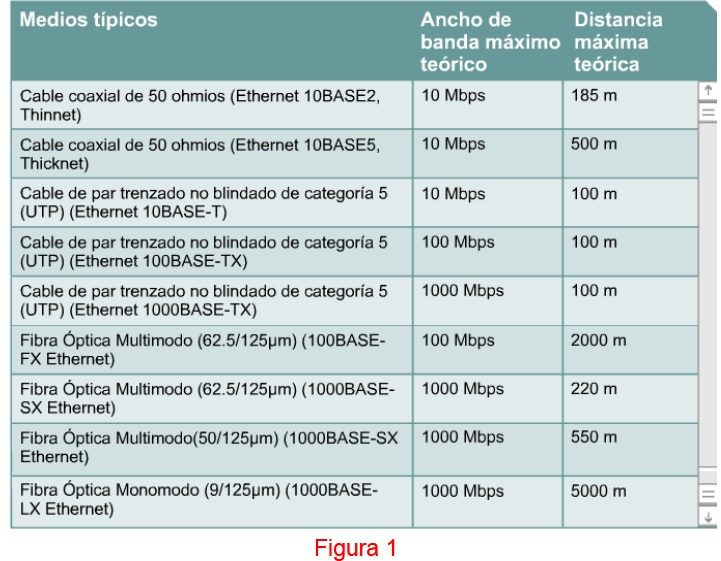 Medios típicos
Ancho de
banda máximo
teórico
Distancia
máxima
teórica
Cable coaxial de 50 ohmios (Ethernet 10BASE2,
Thinnet)
10 Mbps
185 m
Cable coaxial de 50 ohmios (Ethernet 10BASE5,
Thicknet)
10 Mbps
500 m
Cable de par trenzado no blindado de categoría 5
(UTP) (Ethernet 10BASE-T)
10 Mbps
100 m
Cable de par trenzado no blindado de categoría 5
(UTP) (Ethernet 100BASE-TX)
100 Mbps
100 m
Cable de par trenzado no blindado de categoría 5
(UTP) (Ethernet 1000BASE-TX)
1000 Mbps
100 m
Fibra Óptica Multimodo (62.5/125µm) (100BASE-
FX Ethernet)
100 Mbps
2000 m
Fibra Óptica Multimodo (62.5/125µm) (1000BASE-
SX Ethernet)
1000 Mbps
220 m
Fibra Óptica Multimodo(50/125µm) (1000BASE-SX
Ethernet)
1000 Mbps
550 m
Fibra Óptica Monomodo (9/125µm) (1000BASE-
LX Ethernet)
1000 Mbps
5000 m
Figura 1